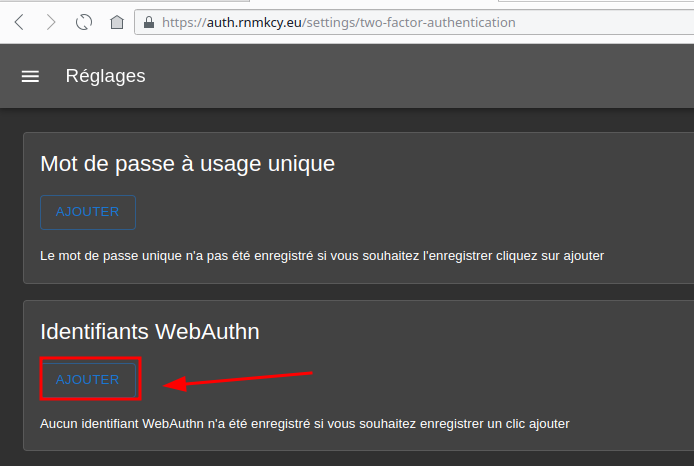 https://auth.rnmkcy.eu/settings/two-factor-authentication
Réglages
Mot de passe à usage unique
AJOUTER
Le mot de passe unique n'a pas été enregistré si vous souhaitez l'enregistrer cliquez sur ajouter
Identifiants WebAuthn
AJOUTER
Aucun identifiant WebAuthn n'a été enregistré si vous souhaitez enregistrer un clic ajouter